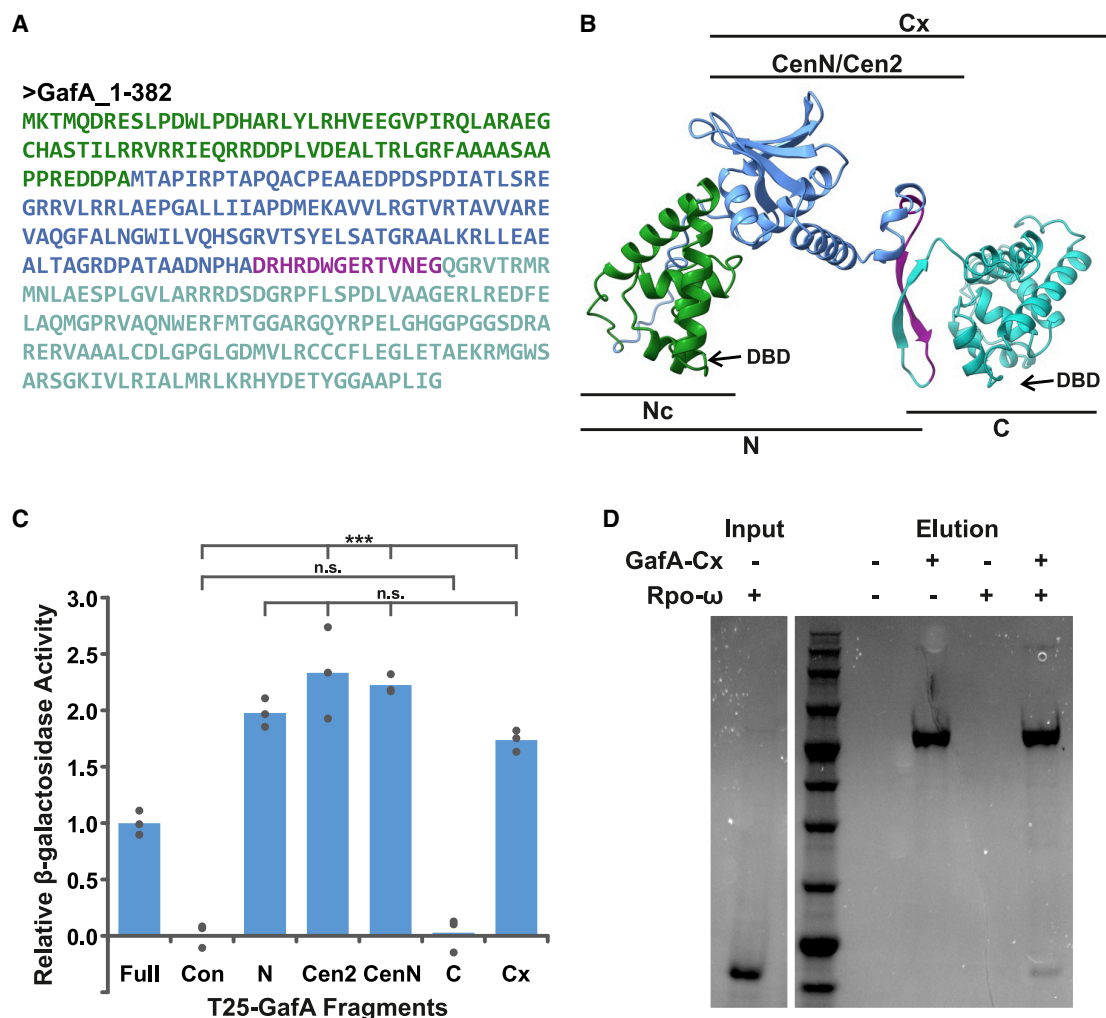 A
>GafA_1-382
MKTMQDRESLPDWLPDHARLYLRHVEEGVPIRQLARAEG
CHASTILRRVRRIEQRRDDPLVDEALTRLGRFAAAASAA
PPREDDPAMTAPIRPTAPQACPEAAEDPDSPDIATLSRE
GRRVLRRLAEPGALLIIAPDMEKAVVLRGTVRTAVVARE
VAQGFALNGWILVQHSGRVTSYELSATGRAALKRLLEAE
ALTAGRDPATAADNPHADRHRDWGERTVNEGQGRVTRMR
MNLAESPLGVLARRRDSDGRPFLSPDLVAAGERLREDFE
LAQMGPRVAQNWERFMTGGARGQYRPELGHGGPGGSDRA
RERVAAALCDLGPGLGDMVLRCCCFLEGLETAEKRMGWS
ARSGKIVLRIALMRLKRHYDETYGGAAPLIG
B
Cx
CenN/Cen2
DBD
DBD
Nc
C
N
C
***
n.s.
n.s.
Relative β-galactosidase Activity
3.0
2.5
2.0
1.5
1.0
0.5
0.0
Full Con N Cen2 CenN C Cx
T25-GafA Fragments
D
Input Elution
GafA-Cx - - + - +
Rpo-ω + - - + +